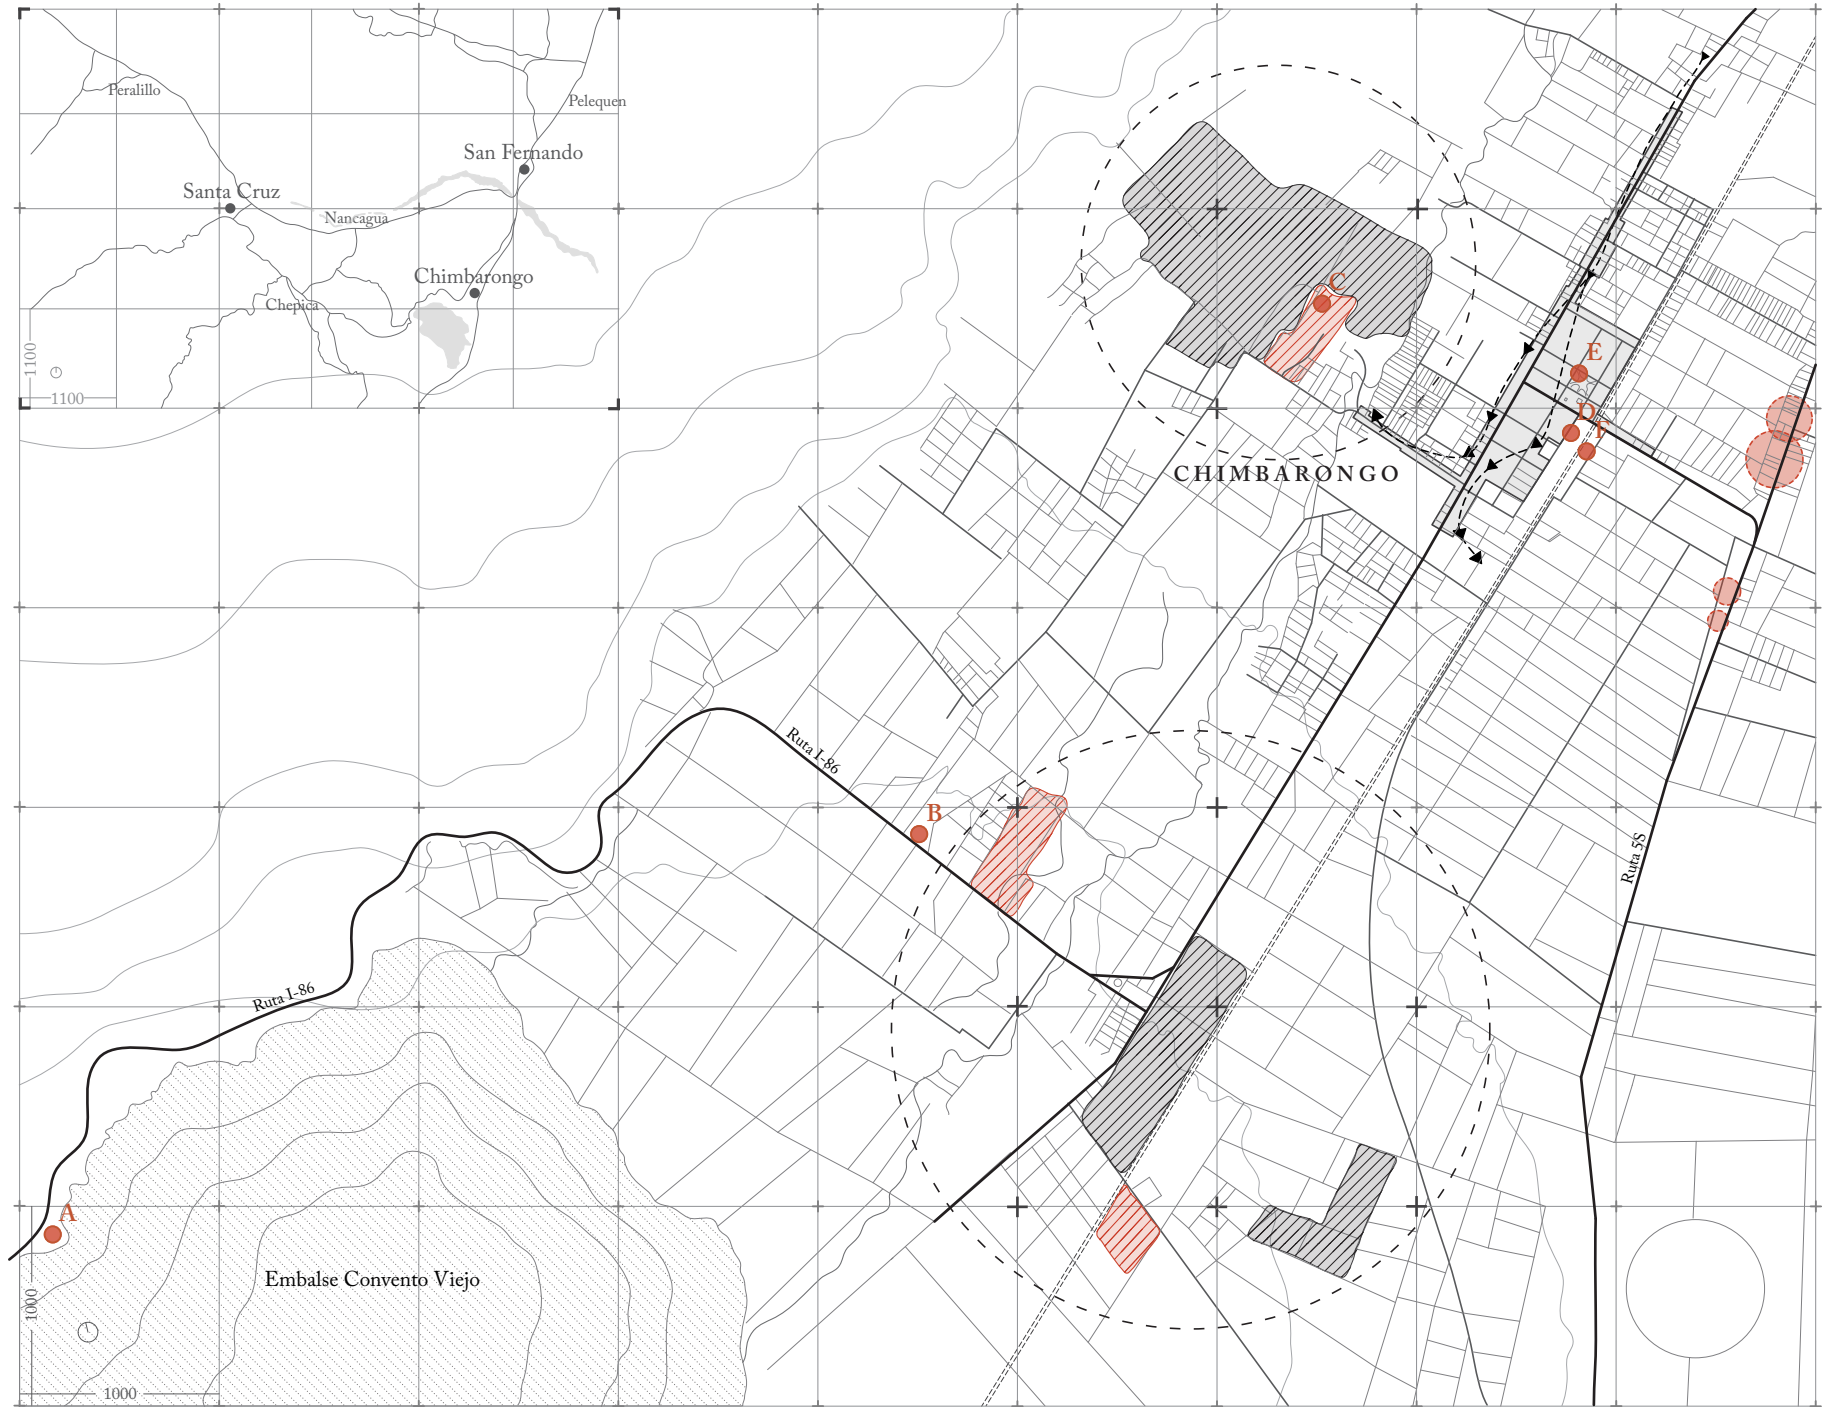 Peralillo
Pelequen
San Fernando
Santa Cruz
Nancagua
Chimbarongo
Chepica
1100
1100
C
E
D
F
CHIMBARONGO
Ruta I-86
B
Ruta 5S
Ruta I-86
A
Embalse Convento Viejo
1000
1000